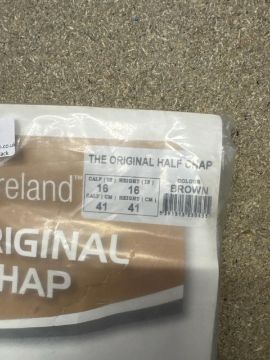 THE ORIGINAL HALF CHAP
CALF (IN) HEIGHT (IN) COLOUR
16 16 BROWN
CALF (CM) HEIGHT (CM)
41 41
reland™
RIGINAL
CHAP